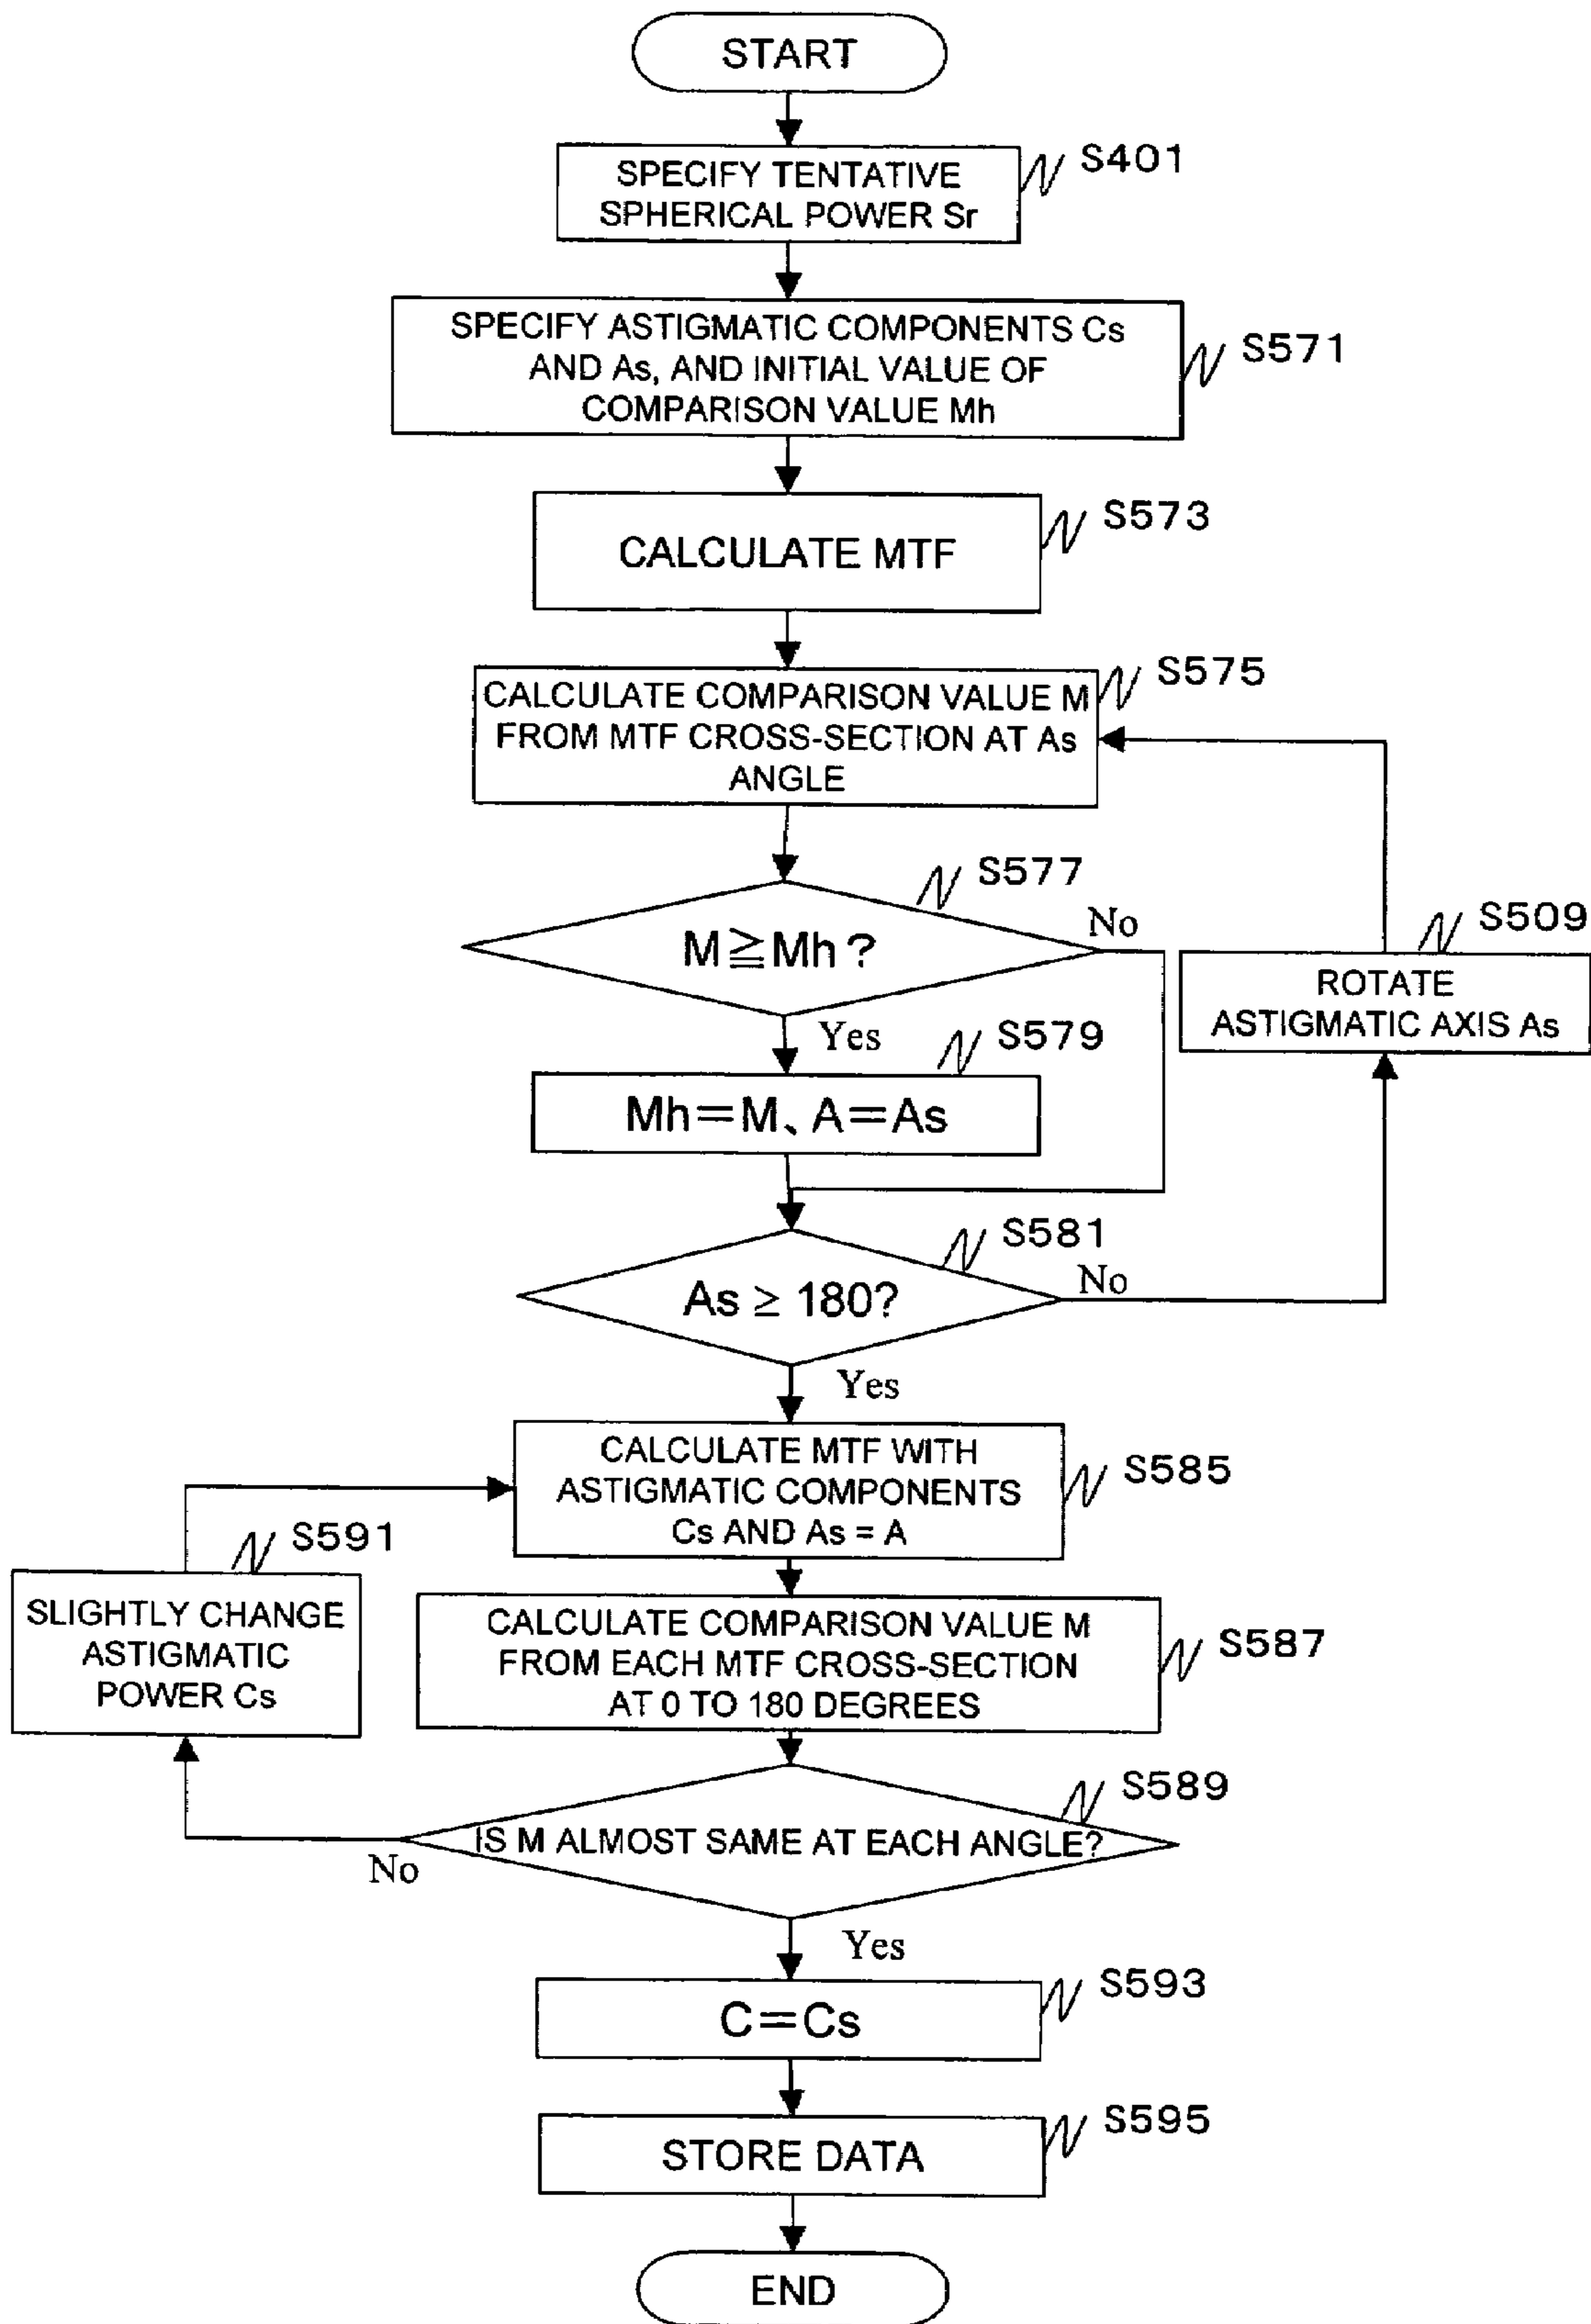 START
SPECIFY TENTATIVE
SPHERICAL POWER Sr
S401
SPECIFY ASTIGMATIC COMPONENTS Cs
AND As, AND INITIAL VALUE OF
COMPARISON VALUE Mh
S571
CALCULATE MTF
S573
CALCULATE COMPARISON VALUE M
FROM MTF CROSS-SECTION AT As
ANGLE
S575
M≧Mh?
S577
No
Yes
ROTATE
ASTIGMATIC AXIS As
S509
Mh=M、A=As
S579
As ≥ 180?
S581
No
Yes
CALCULATE MTF WITH
ASTIGMATIC COMPONENTS
Cs AND As = A
S585
SLIGHTLY CHANGE
ASTIGMATIC
POWER Cs
S591
CALCULATE COMPARISON VALUE M
FROM EACH MTF CROSS-SECTION
AT 0 TO 180 DEGREES
S587
IS M ALMOST SAME AT EACH ANGLE?
S589
No
Yes
C=Cs
S593
STORE DATA
S595
END